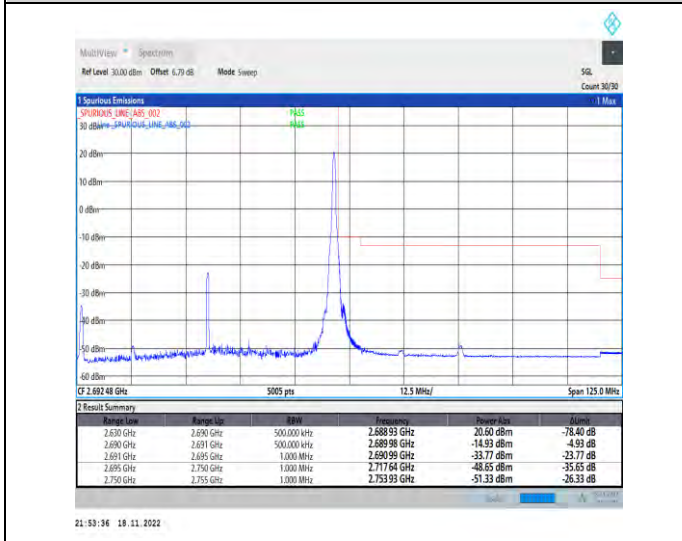 MultiView Spectrum
Ref Level 30.00 dBm Offset 6.79 dB Mode Sweep SGL
Count 30/30
1 Spurious Emissions 1 Max
_SPURIOUS_LINE_ABS_002 PASS
30 dBm Line _SPURIOUS_LINE_ABS_002 PASS
20 dBm
10 dBm
0 dBm
-10 dBm
-20 dBm
-30 dBm
-40 dBm
-50 dBm
-60 dBm
CF 2.692 48 GHz 5005 pts 12.5 MHz/ Span 125.0 MHz
2 Result Summary
Range Low Range Up RBW Frequency Power Abs ΔLimit
2.630 GHz 2.690 GHz 500.000 kHz 2.688 93 GHz 20.60 dBm -78.40 dB
2.690 GHz 2.691 GHz 500.000 kHz 2.689 98 GHz -14.93 dBm -4.93 dB
2.691 GHz 2.695 GHz 1.000 MHz 2.690 99 GHz -33.77 dBm -23.77 dB
2.695 GHz 2.750 GHz 1.000 MHz 2.717 64 GHz -48.65 dBm -35.65 dB
2.750 GHz 2.755 GHz 1.000 MHz 2.753 93 GHz -51.33 dBm -26.33 dB
21:53:36 18.11.2022